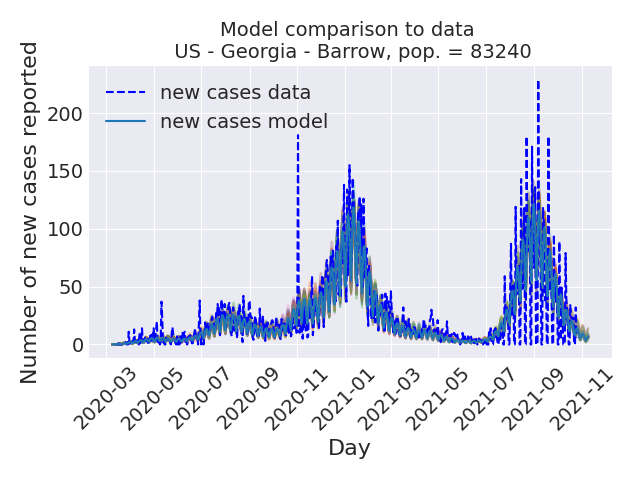 Model comparison to data
US - Georgia - Barrow, pop. = 83240
Number of new cases reported
new cases data
new cases model
200
150
100
50
0
2020-03
2020-05
2020-07
2020-09
2020-11
2021-01
2021-03
2021-05
2021-07
2021-09
2021-11
Day